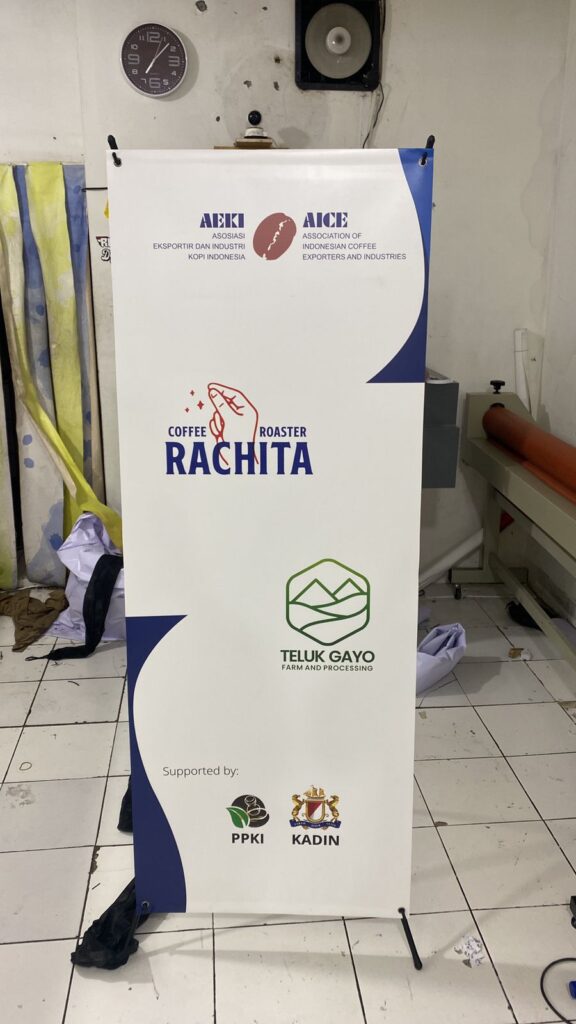 AEKI
ASOSIASI
EKSPORTIR DAN INDUSTRI
KOPI INDONESIA
AICE
ASSOCIATION OF
INDONESIAN COFFEE
EXPORTERS AND INDUSTRIES
COFFEE ROASTER
RACHITA
TELUK GAYO
FARM AND PROCESSING
Supported by:
PPKI
KADIN